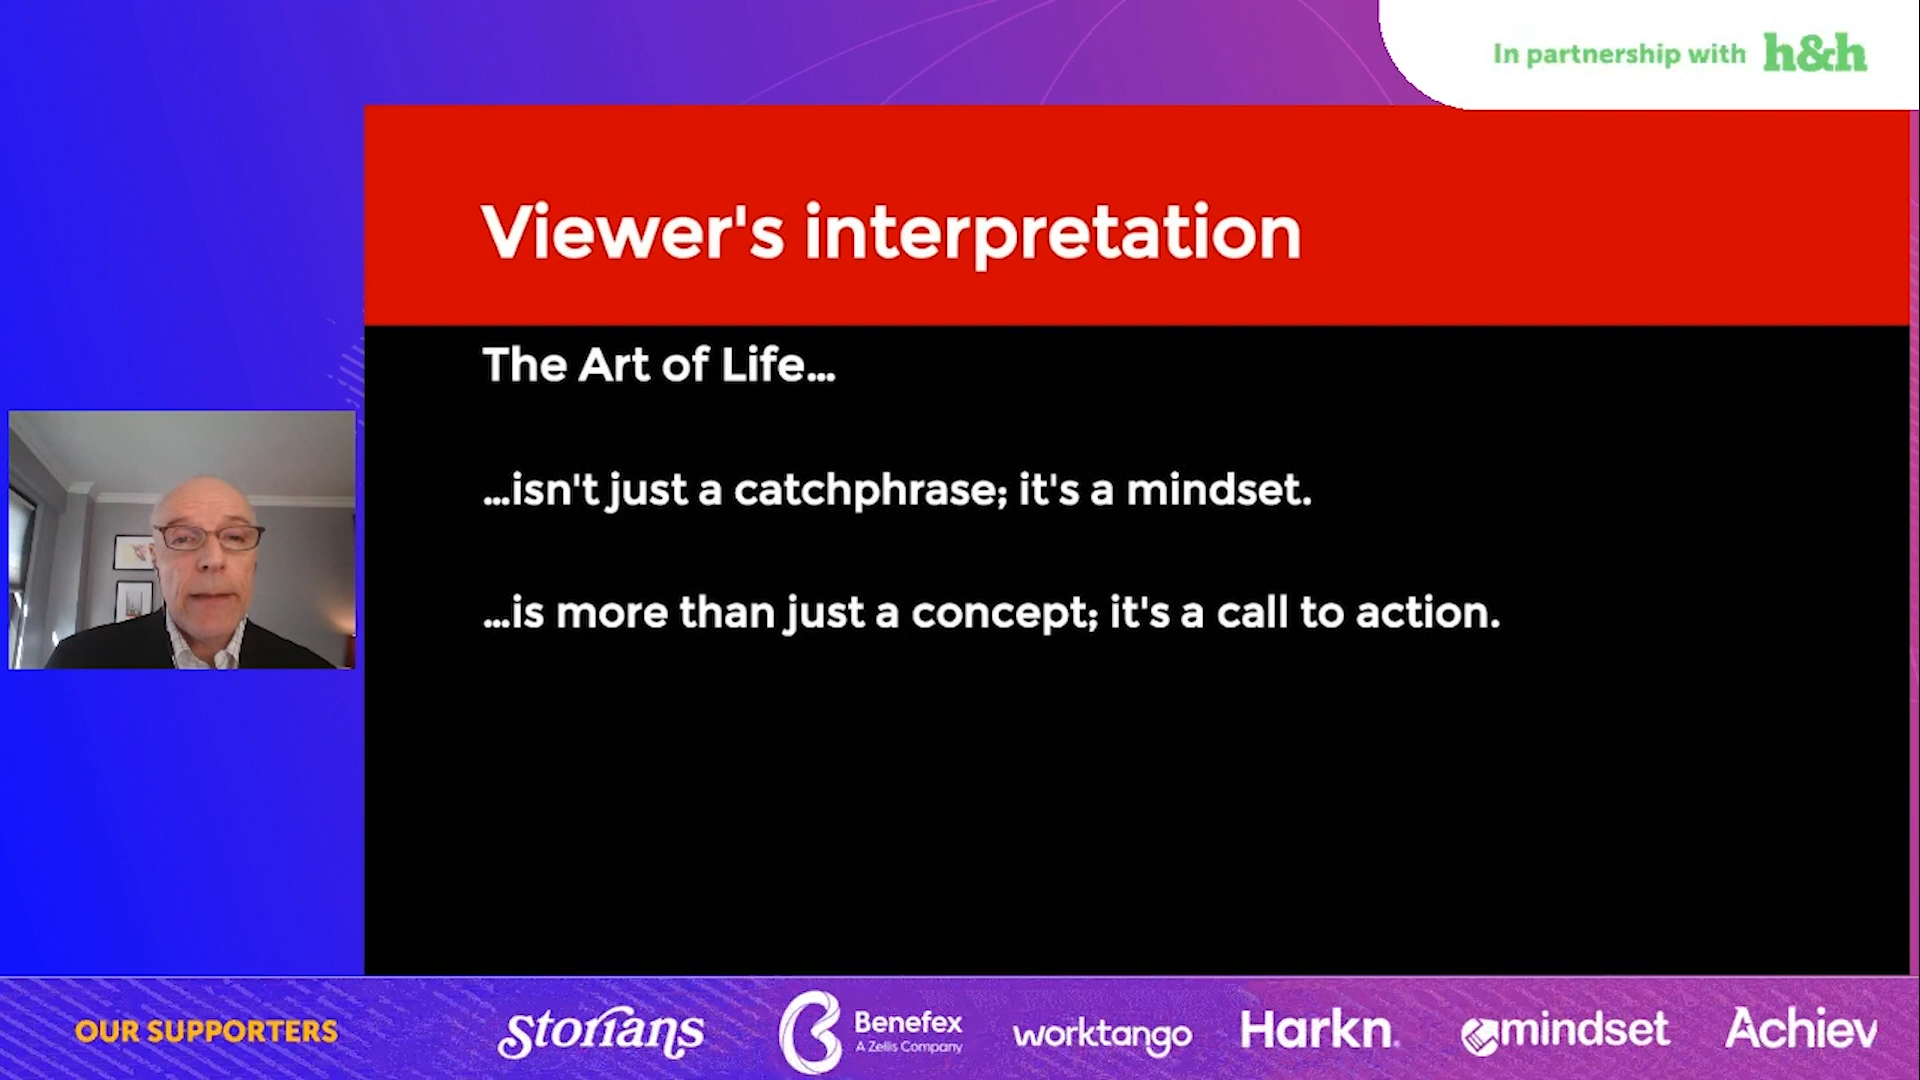 In partnership with h&h
Viewer's interpretation
The Art of Life...
...isn't just a catchphrase; it's a mindset.
...is more than just a concept; it's a call to action.
OUR SUPPORTERS
Storians
Benefex
A Zellis Company
worktango
Harkn.
mindset
Achiev